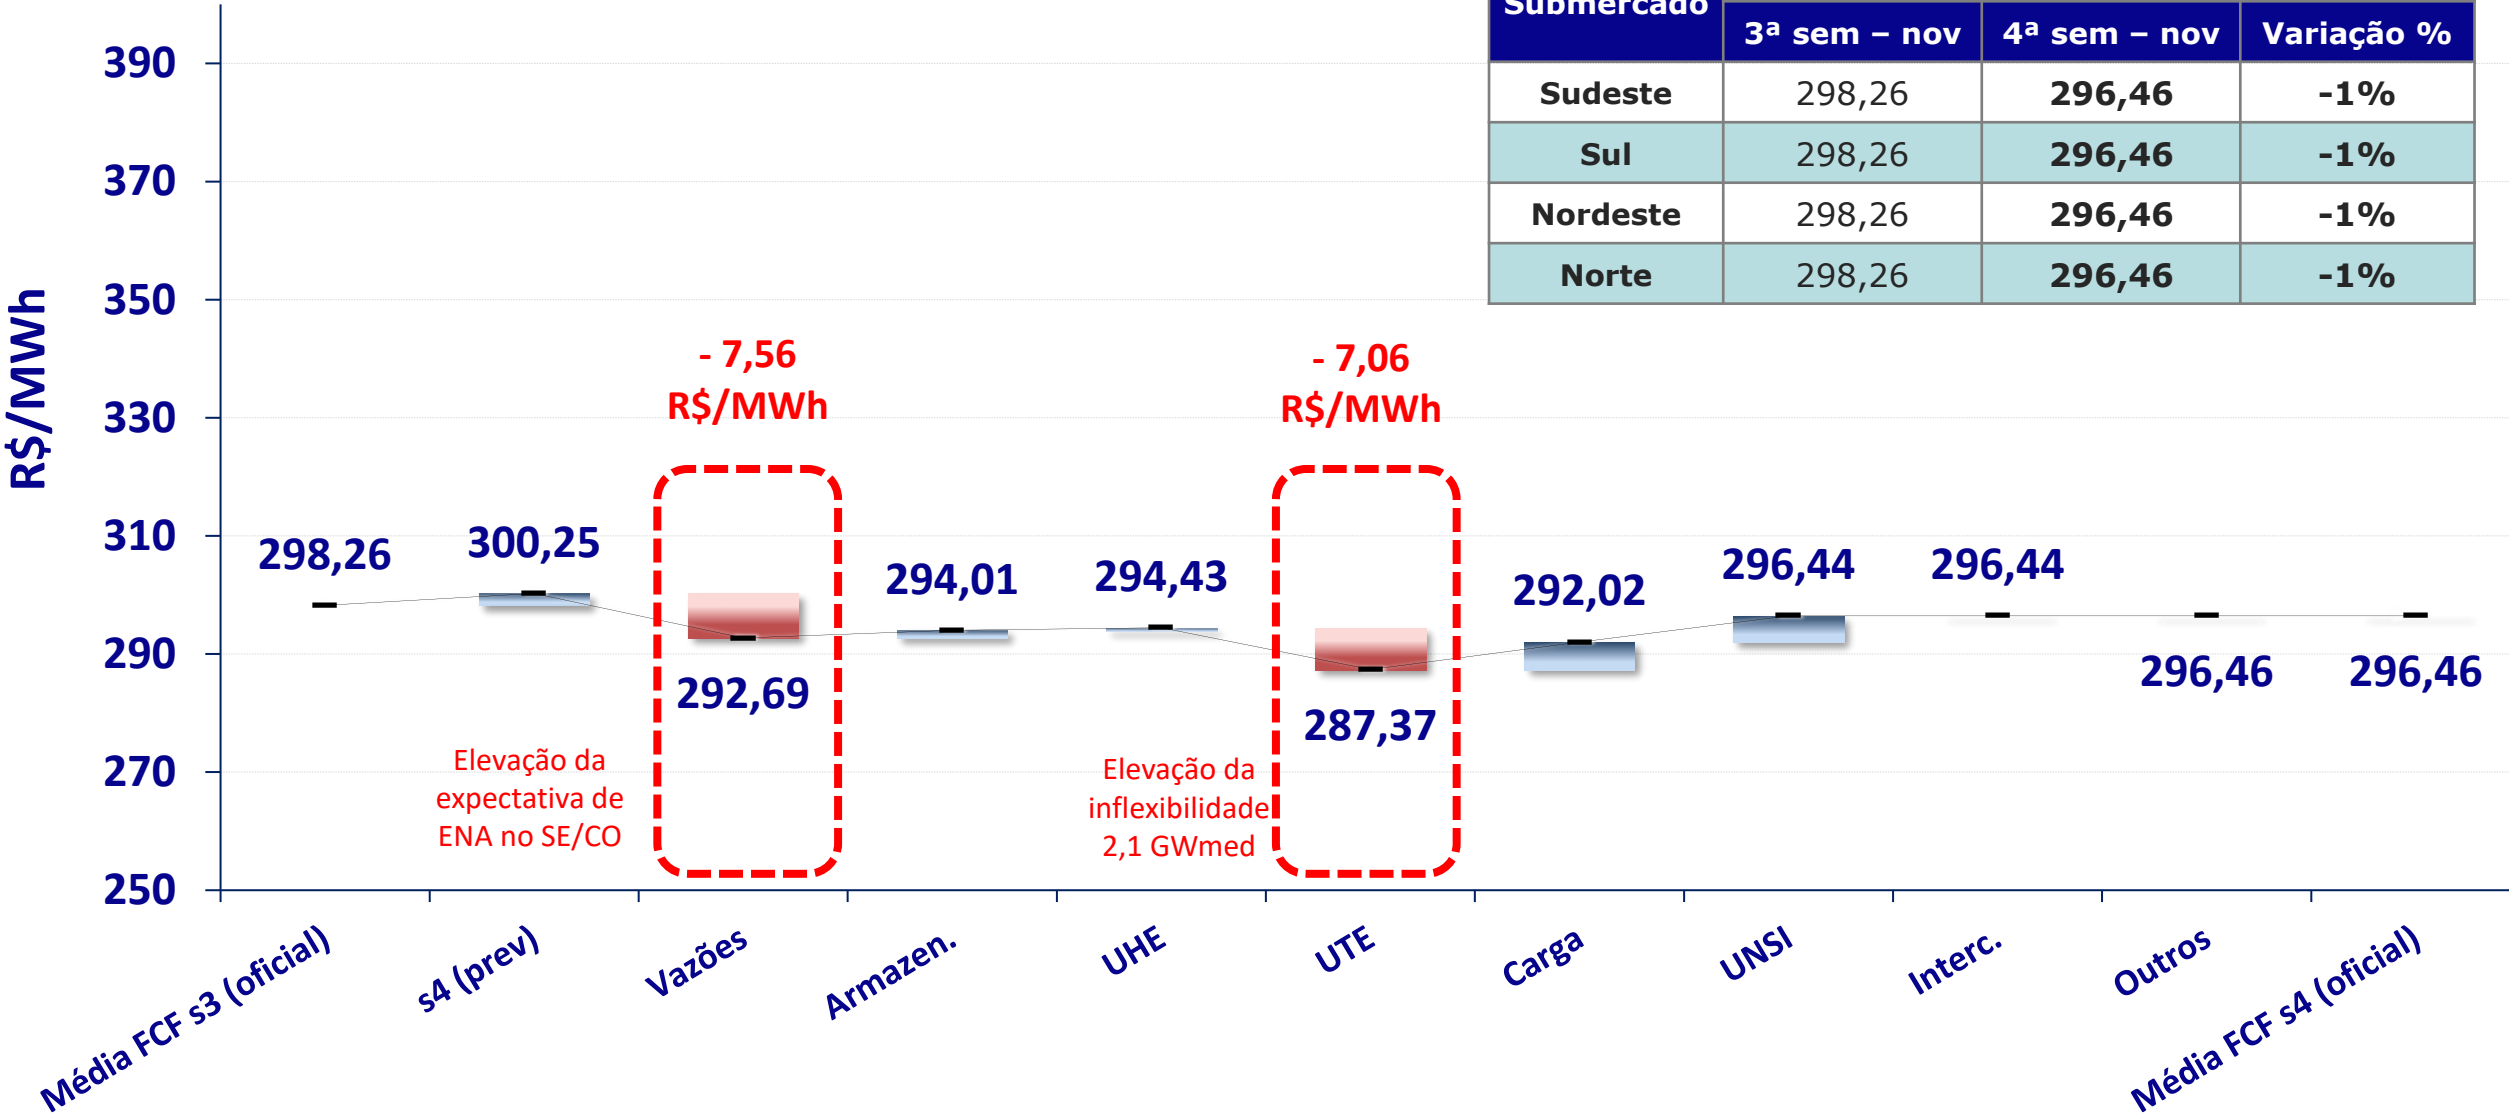 Submercado
3ª sem – nov 4ª sem – nov Variação %
Sudeste 298,26 296,46 -1%
Sul 298,26 296,46 -1%
Nordeste 298,26 296,46 -1%
Norte 298,26 296,46 -1%
R$/MWh
390
370
350
330
310
290
270
250
- 7,56
R$/MWh
- 7,06
R$/MWh
298,26
300,25
292,69
294,01
294,43
287,37
292,02
296,44
296,44
296,46
296,46
Elevação da
expectativa de
ENA no SE/CO
Elevação da
inflexibilidade
2,1 GWmed
Média FCF s3 (oficial)
s4 (prev)
Vazões
Armazen.
UHE
UTE
Carga
UNSI
Interc.
Outros
Média FCF s4 (oficial)